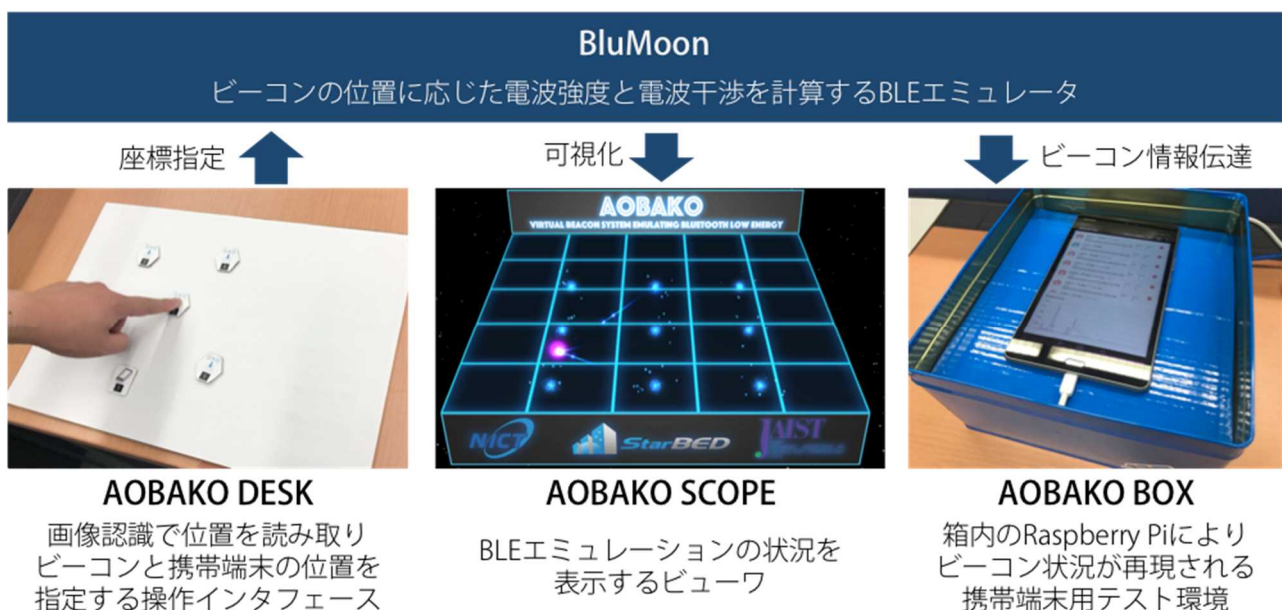 BluMoon
ビーコンの位置に応じた電波強度と電波干渉を計算するBLEエミュレータ
座標指定
可視化
ビーコン情報伝達
AOBAKO
VIRTUAL BEACON SYSTEM EMULATING BLUETOOTH LOW ENERGY
NICT
StarBED
JAIST
AOBAKO DESK
画像認識で位置を読み取り
ビーコンと携帯端末の位置を
指定する操作インタフェース
AOBAKO SCOPE
BLEエミュレーションの状況を
表示するビューワ
AOBAKO BOX
箱内のRaspberry Piにより
ビーコン状況が再現される
携帯端末用テスト環境